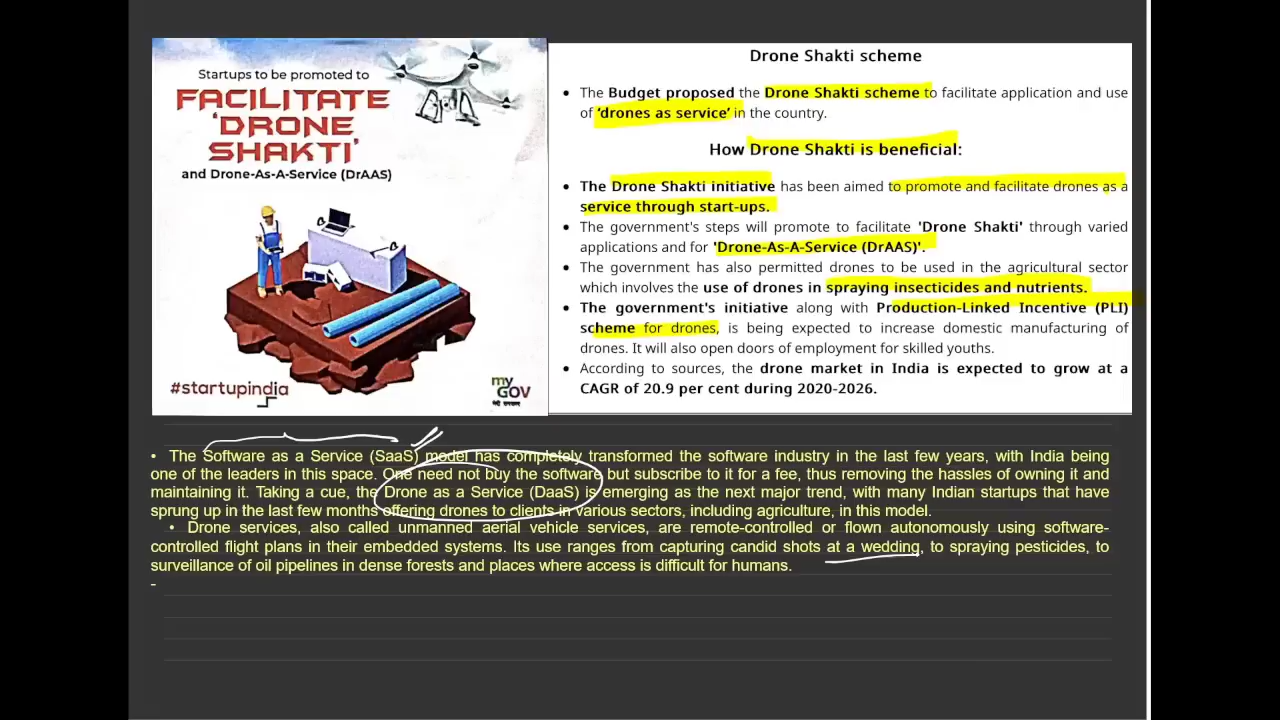 Startups to be promoted to
FACILITATE
'DRONE
SHAKTI'
and Drone-As-A-Service (DrAAS)
#startupindia
my
GOV
मेरी सरकार
Drone Shakti scheme
• The Budget proposed the Drone Shakti scheme to facilitate application and use
of ‘drones as service’ in the country.
How Drone Shakti is beneficial:
• The Drone Shakti initiative has been aimed to promote and facilitate drones as a
service through start-ups.
• The government's steps will promote to facilitate 'Drone Shakti' through varied
applications and for 'Drone-As-A-Service (DrAAS)'.
• The government has also permitted drones to be used in the agricultural sector
which involves the use of drones in spraying insecticides and nutrients.
• The government's initiative along with Production-Linked Incentive (PLI)
scheme for drones, is being expected to increase domestic manufacturing of
drones. It will also open doors of employment for skilled youths.
• According to sources, the drone market in India is expected to grow at a
CAGR of 20.9 per cent during 2020-2026.
• The Software as a Service (SaaS) model has completely transformed the software industry in the last few years, with India being
one of the leaders in this space. One need not buy the software but subscribe to it for a fee, thus removing the hassles of owning it and
maintaining it. Taking a cue, the Drone as a Service (DaaS) is emerging as the next major trend, with many Indian startups that have
sprung up in the last few months offering drones to clients in various sectors, including agriculture, in this model.
• Drone services, also called unmanned aerial vehicle services, are remote-controlled or flown autonomously using software-
controlled flight plans in their embedded systems. Its use ranges from capturing candid shots at a wedding, to spraying pesticides, to
surveillance of oil pipelines in dense forests and places where access is difficult for humans.
-